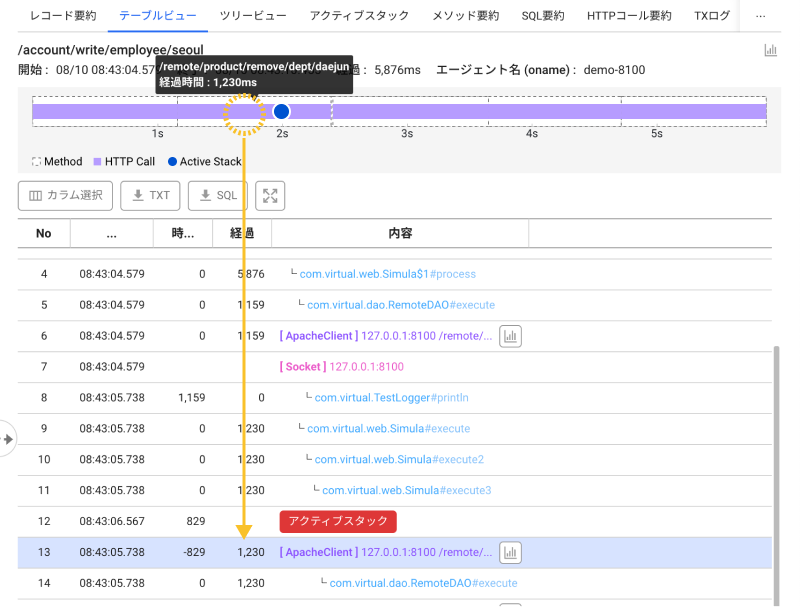 レコード要約 テーブルビュー ツリービュー アクティブスタック メソッド要約 SQL要約 HTTPコール要約 TXログ ...
/account/write/employee/seoul
/remote/product/remove/dept/daejun
開始 : 08/10 08:43:04.57 : 5,876ms エージェント名 (oname) : demo-8100
経過時間 : 1,230ms
1s 2s 3s 4s 5s
Method HTTP Call Active Stack
カラム選択 TXT SQL
No ... 時... 経過 内容
4 08:43:04.579 0 5,876 └ com.virtual.web.Simula$1#process
5 08:43:04.579 0 1,159 └ com.virtual.dao.RemoteDAO#execute
6 08:43:04.579 0 1,159 [ ApacheClient ] 127.0.0.1:8100 /remote/...
7 08:43:04.579 [ Socket ] 127.0.0.1:8100
8 08:43:05.738 1,159 0 └ com.virtual.TestLogger#println
9 08:43:05.738 0 1,230 └ com.virtual.web.Simula#execute
10 08:43:05.738 0 1,230 └ com.virtual.web.Simula#execute2
11 08:43:05.738 0 1,230 └ com.virtual.web.Simula#execute3
12 08:43:06.567 829 アクティブスタック
13 08:43:05.738 -829 1,230 [ ApacheClient ] 127.0.0.1:8100 /remote/...
14 08:43:05.738 0 1,230 └ com.virtual.dao.RemoteDAO#execute